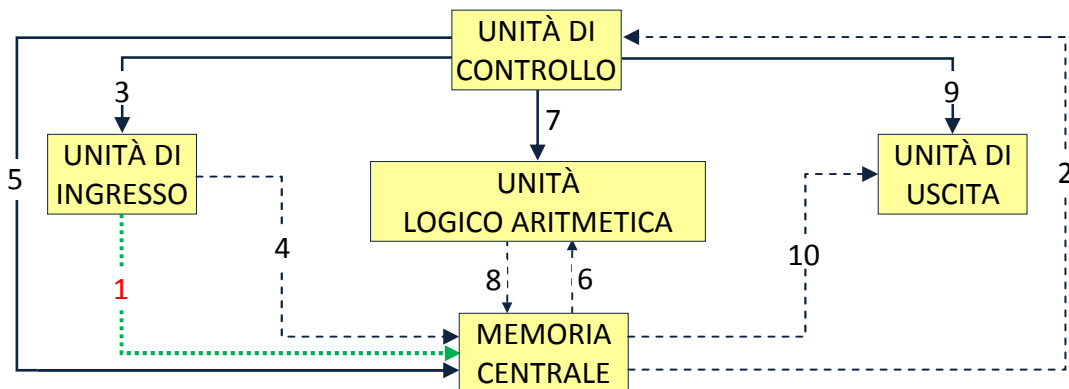 UNITÀ DI
CONTROLLO
3
7
9
UNITÀ DI
INGRESSO
5
UNITÀ
LOGICO ARITMETICA
UNITÀ DI
USCITA
2
4
10
1
8
6
MEMORIA
CENTRALE